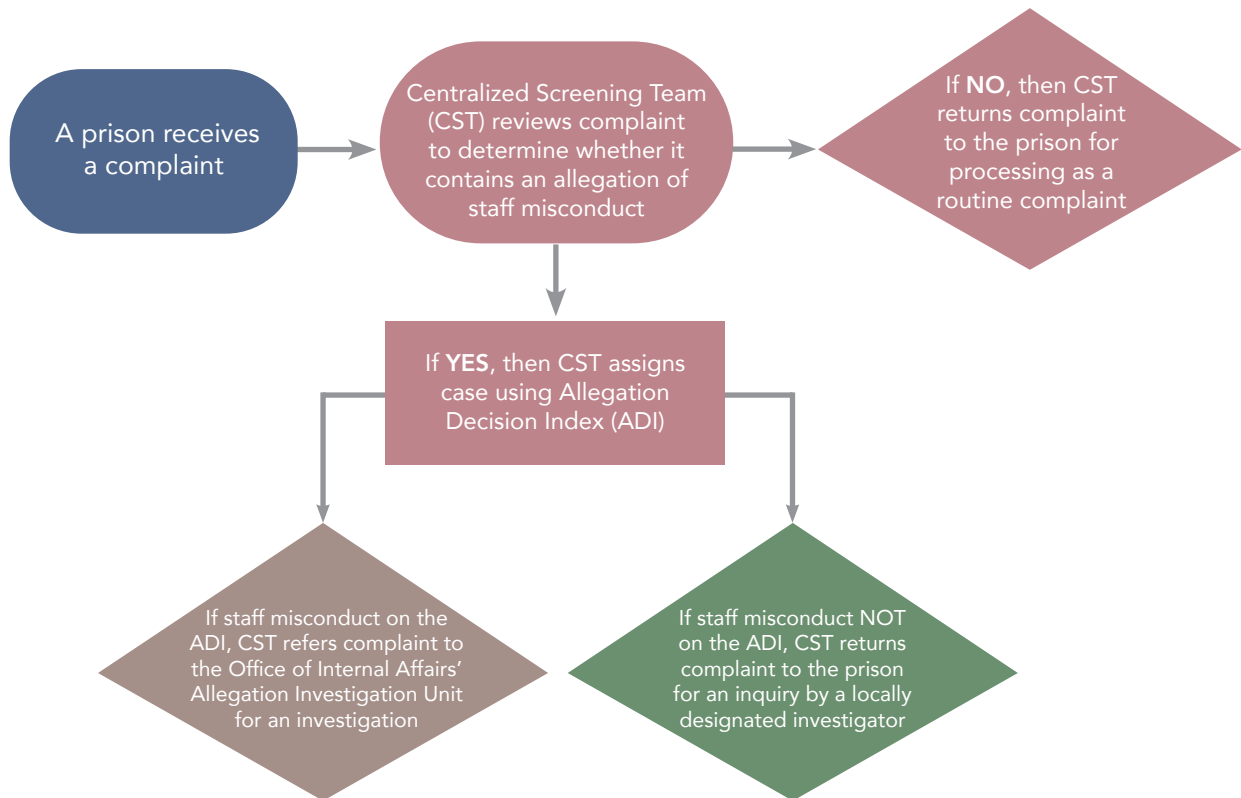 A prison receives
a complaint
Centralized Screening Team
(CST) reviews complaint
to determine whether it
contains an allegation of
staff misconduct
If NO, then CST
returns complaint
to the prison for
processing as a
routine complaint
If YES, then CST assigns
case using Allegation
Decision Index (ADI)
If staff misconduct on the
ADI, CST refers complaint to
the Office of Internal Affairs’
Allegation Investigation Unit
for an investigation
If staff misconduct NOT
on the ADI, CST returns
complaint to the prison
for an inquiry by a locally
designated investigator